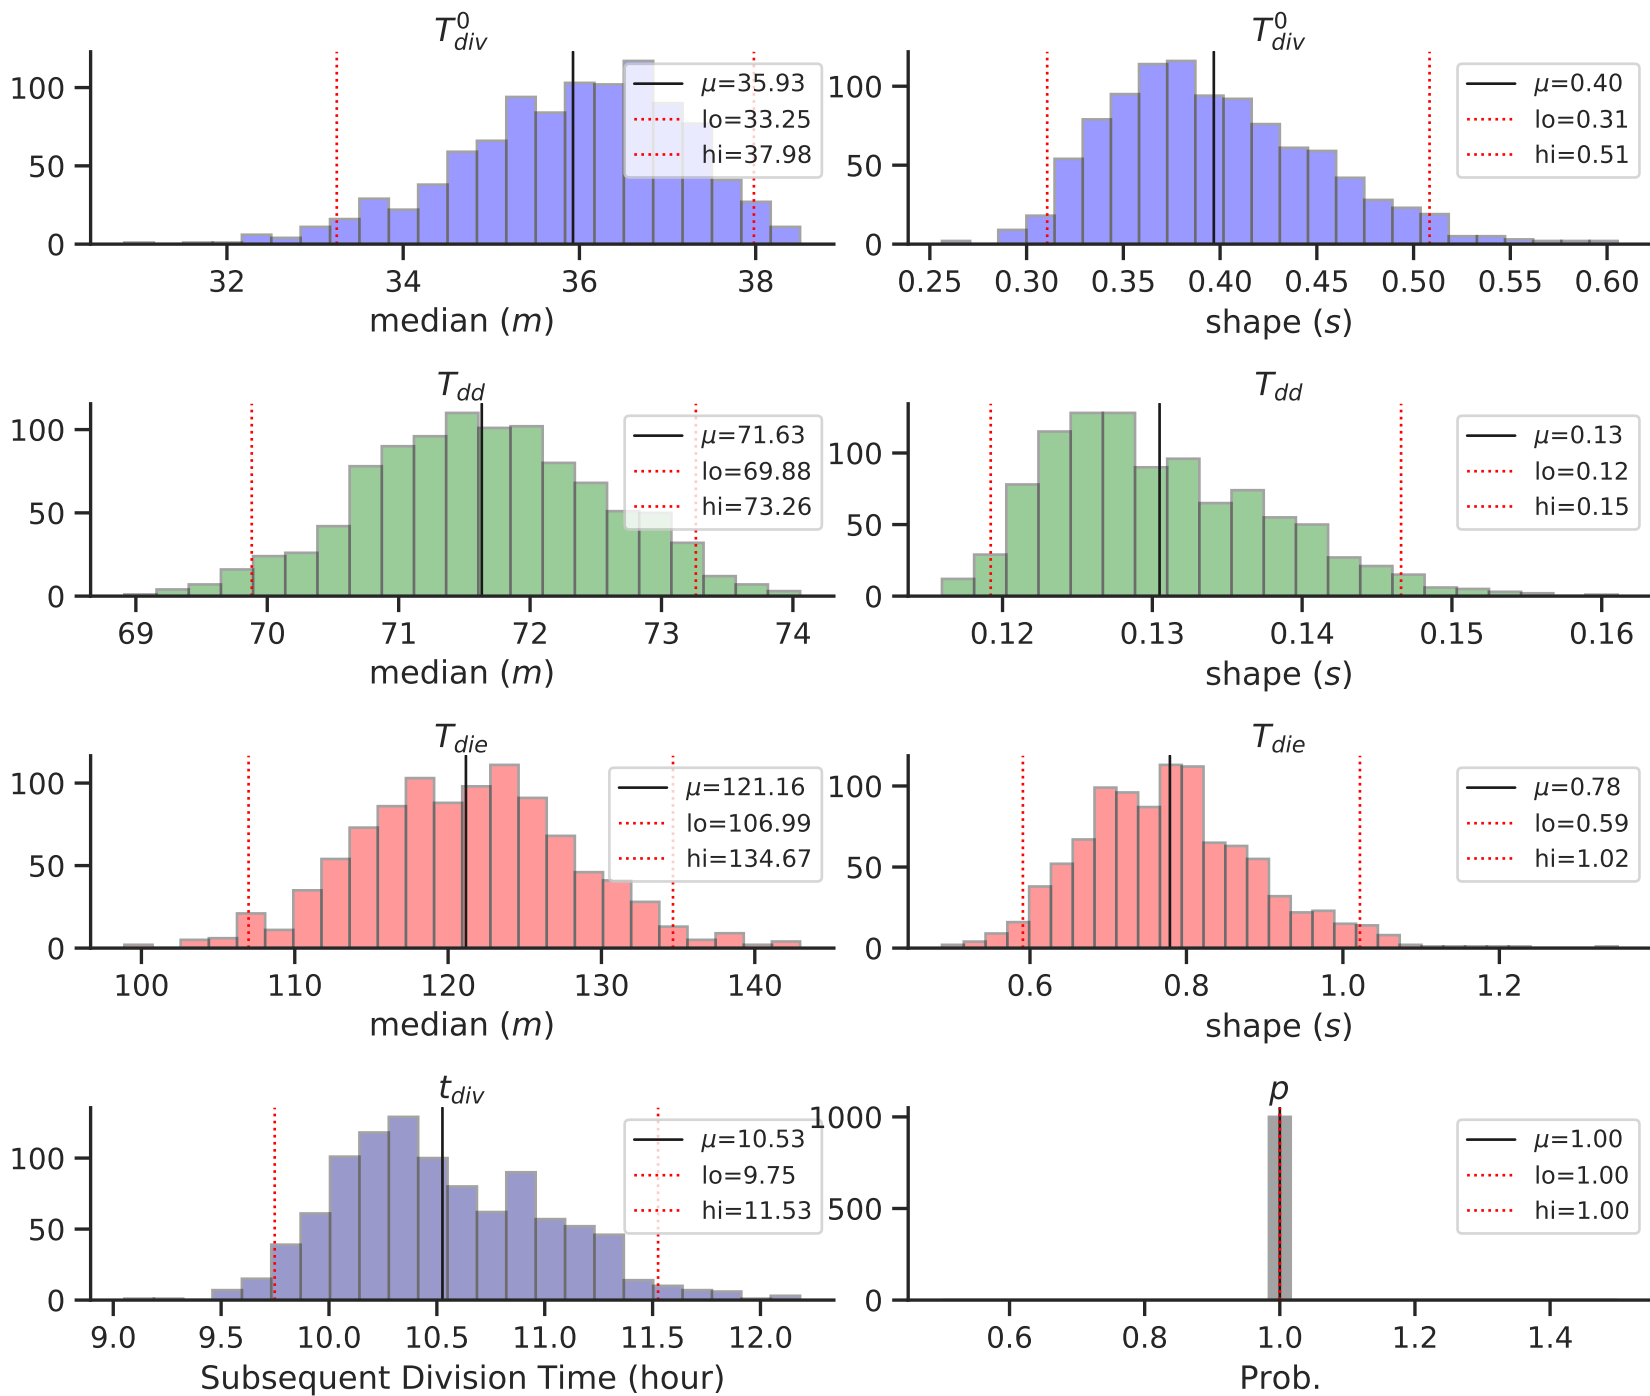 T⁰div
100
50
0
μ=35.93
lo=33.25
hi=37.98
32 34 36 38
median (m)
T⁰div
100
50
0
μ=0.40
lo=0.31
hi=0.51
0.25 0.30 0.35 0.40 0.45 0.50 0.55 0.60
shape (s)
Tdd
100
50
0
μ=71.63
lo=69.88
hi=73.26
69 70 71 72 73 74
median (m)
Tdd
100
50
0
μ=0.13
lo=0.12
hi=0.15
0.12 0.13 0.14 0.15 0.16
shape (s)
Tdie
100
50
0
μ=121.16
lo=106.99
hi=134.67
100 110 120 130 140
median (m)
Tdie
100
50
0
μ=0.78
lo=0.59
hi=1.02
0.6 0.8 1.0 1.2
shape (s)
tdiv
100
50
0
μ=10.53
lo=9.75
hi=11.53
9.0 9.5 10.0 10.5 11.0 11.5 12.0
Subsequent Division Time (hour)
p
1000
500
0
μ=1.00
lo=1.00
hi=1.00
0.6 0.8 1.0 1.2 1.4
Prob.